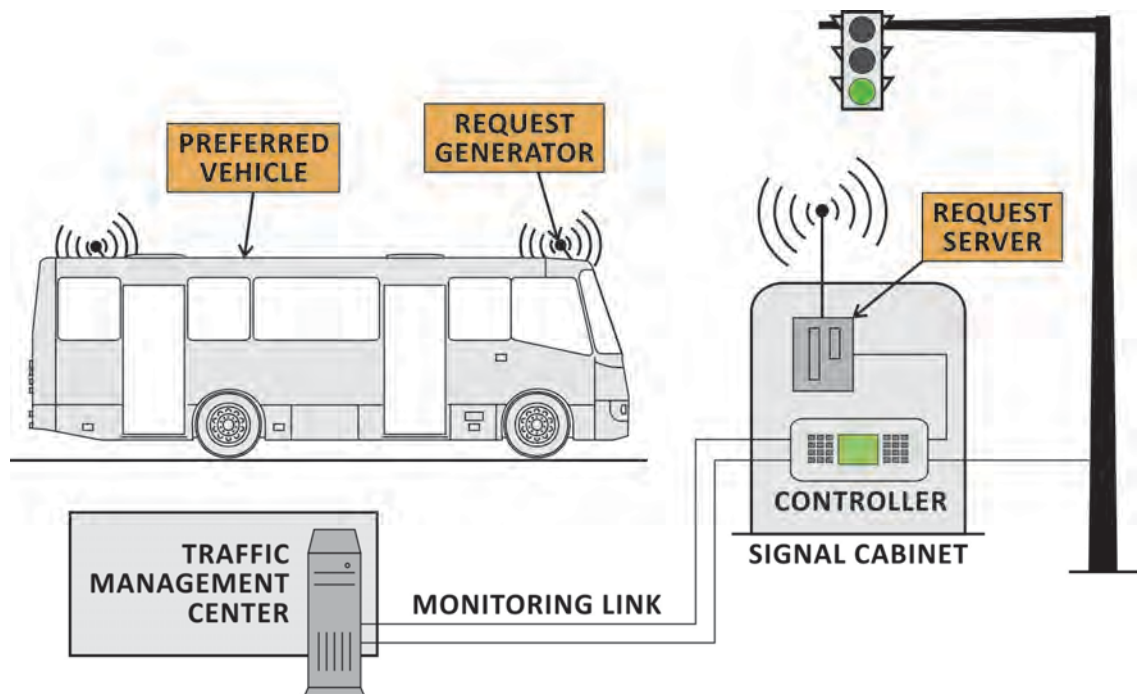 PREFERRED
VEHICLE
REQUEST
GENERATOR
REQUEST
SERVER
CONTROLLER
SIGNAL CABINET
TRAFFIC
MANAGEMENT
CENTER
MONITORING LINK